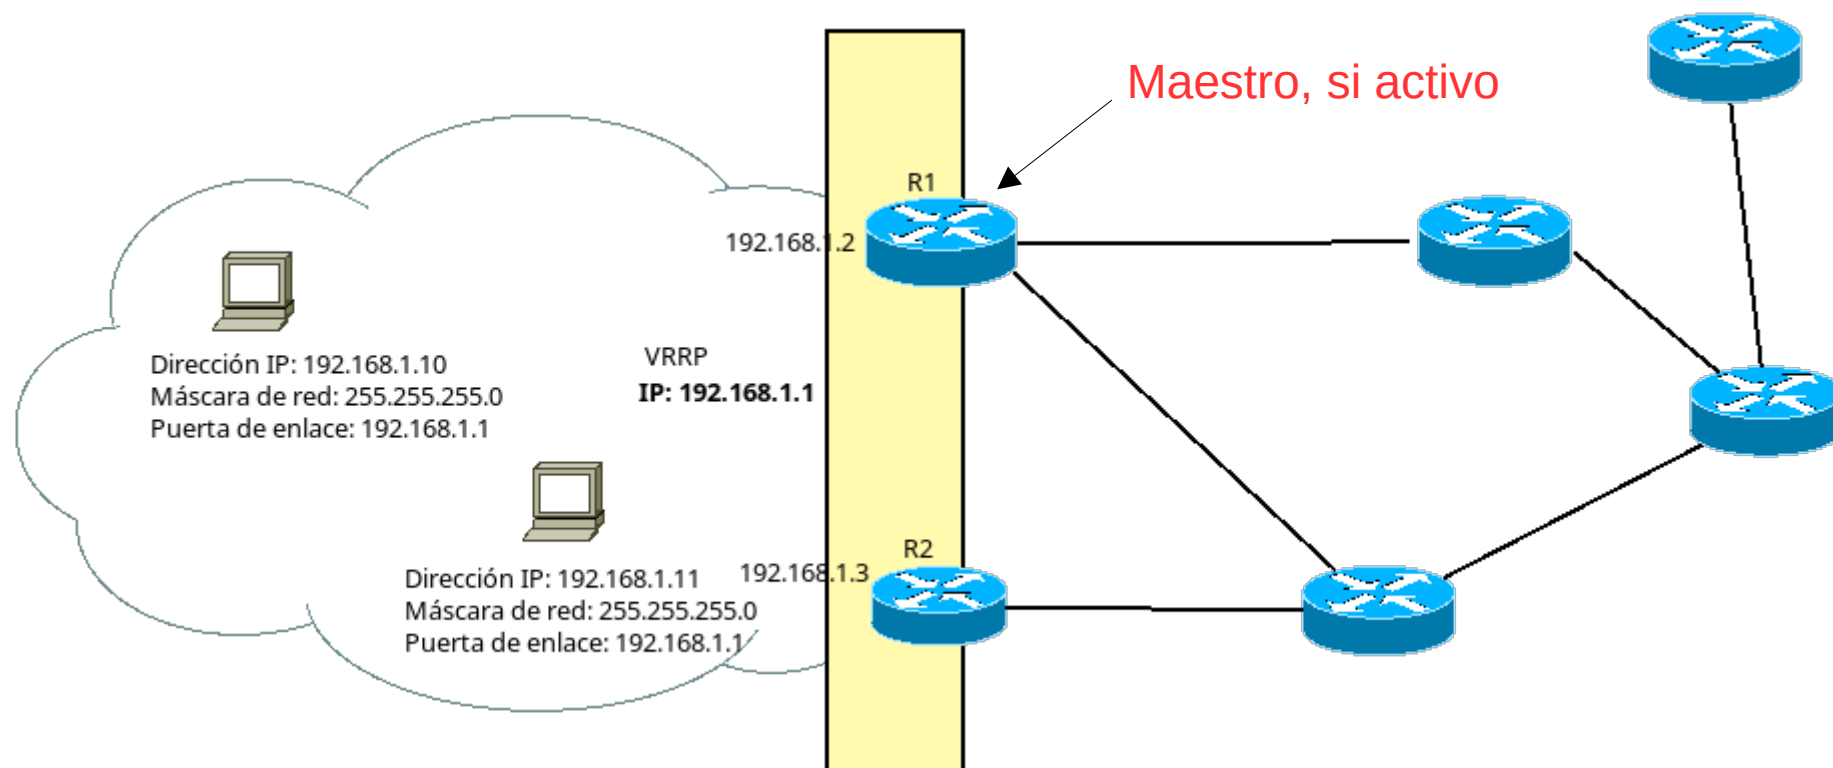 Maestro, si activo
R1
192.168.1.2
Dirección IP: 192.168.1.10
Máscara de red: 255.255.255.0
Puerta de enlace: 192.168.1.1
VRRP
IP: 192.168.1.1
R2
192.168.1.3
Dirección IP: 192.168.1.11
Máscara de red: 255.255.255.0
Puerta de enlace: 192.168.1.1